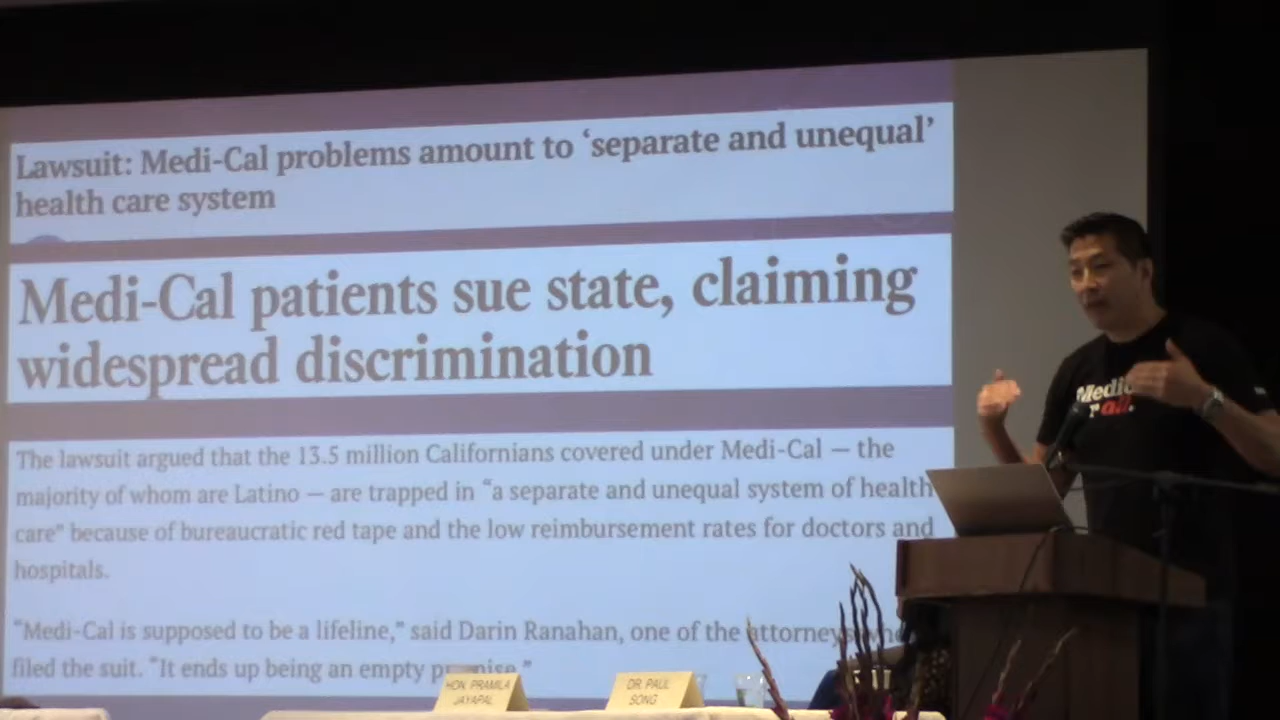 Lawsuit: Medi-Cal problems amount to ‘separate and unequal’
health care system
Medi-Cal patients sue state, claiming
widespread discrimination
The lawsuit argued that the 13.5 million Californians covered under Medi-Cal — the
majority of whom are Latino — are trapped in “a separate and unequal system of health
care” because of bureaucratic red tape and the low reimbursement rates for doctors and
hospitals.
“Medi-Cal is supposed to be a lifeline,” said Darin Ranahan, one of the attorneys
filed the suit. “It ends up being an empty promise.”
HON. PRAMILA
JAYAPAL
DR. PAUL
SONG
all.